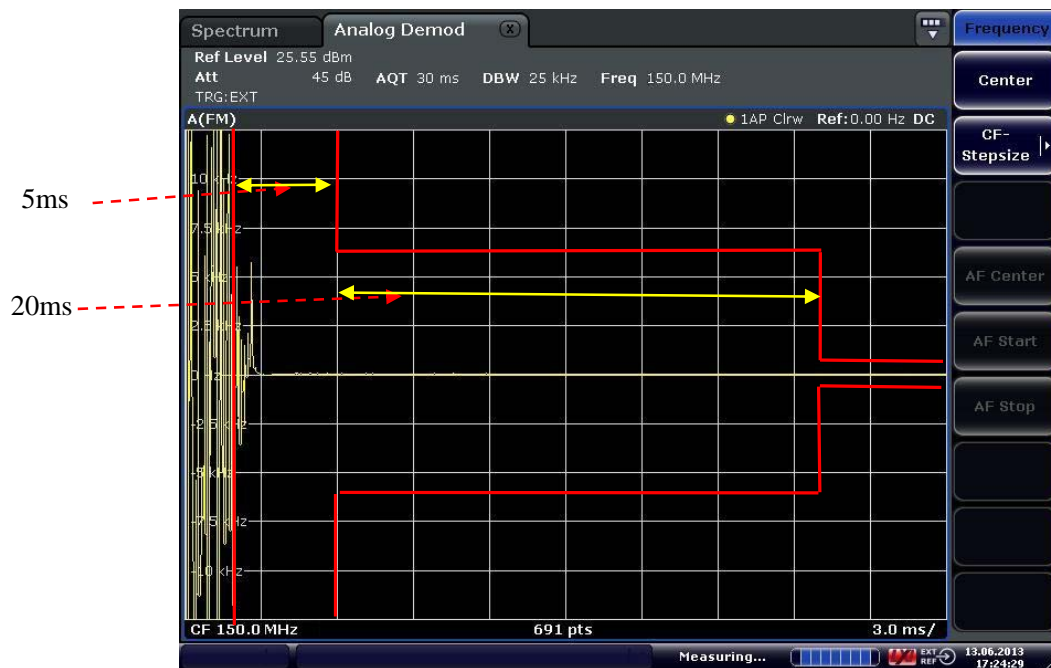 Spectrum
Analog Demod
Ref Level 25.55 dBm
Att 45 dB AQT 30 ms DBW 25 kHz Freq 150.0 MHz
TRG:EXT
A(FM)
1AP Clrw Ref:0.00 Hz DC
10 kHz
7.5 kHz
5 kHz
2.5 kHz
0 Hz
-2.5 kHz
-5 kHz
-7.5 kHz
-10 kHz
CF 150.0 MHz 691 pts 3.0 ms/
Measuring...
EXT
REF
13.06.2013
17:24:29
5ms
20ms
Frequency
Center
CF-
Stepsize
AF Center
AF Start
AF Stop